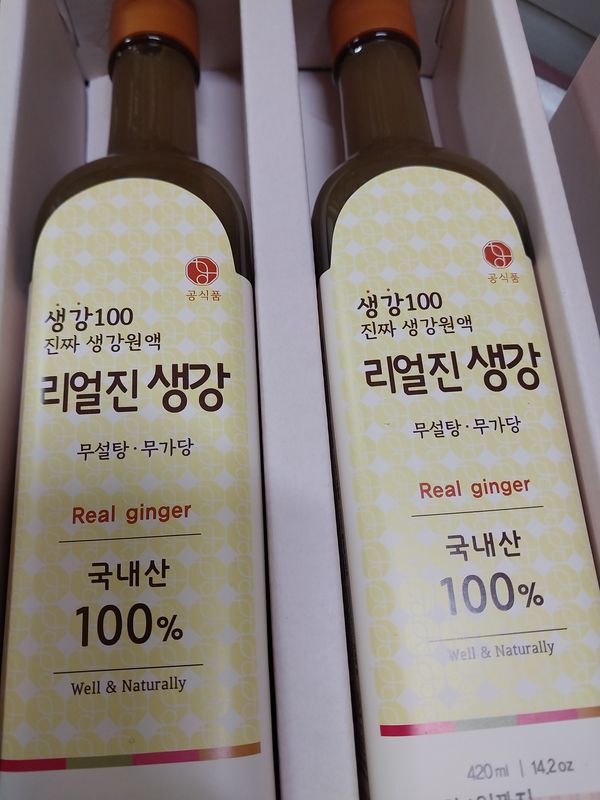 공식품
생강100
진짜 생강원액
리얼진 생강
무설탕·무가당
Real ginger
국내산
100%
Well & Naturally
공식품
생강100
진짜 생강원액
리얼진 생강
무설탕·무가당
Real ginger
국내산
100%
Well & Naturally
420ml | 14.2oz